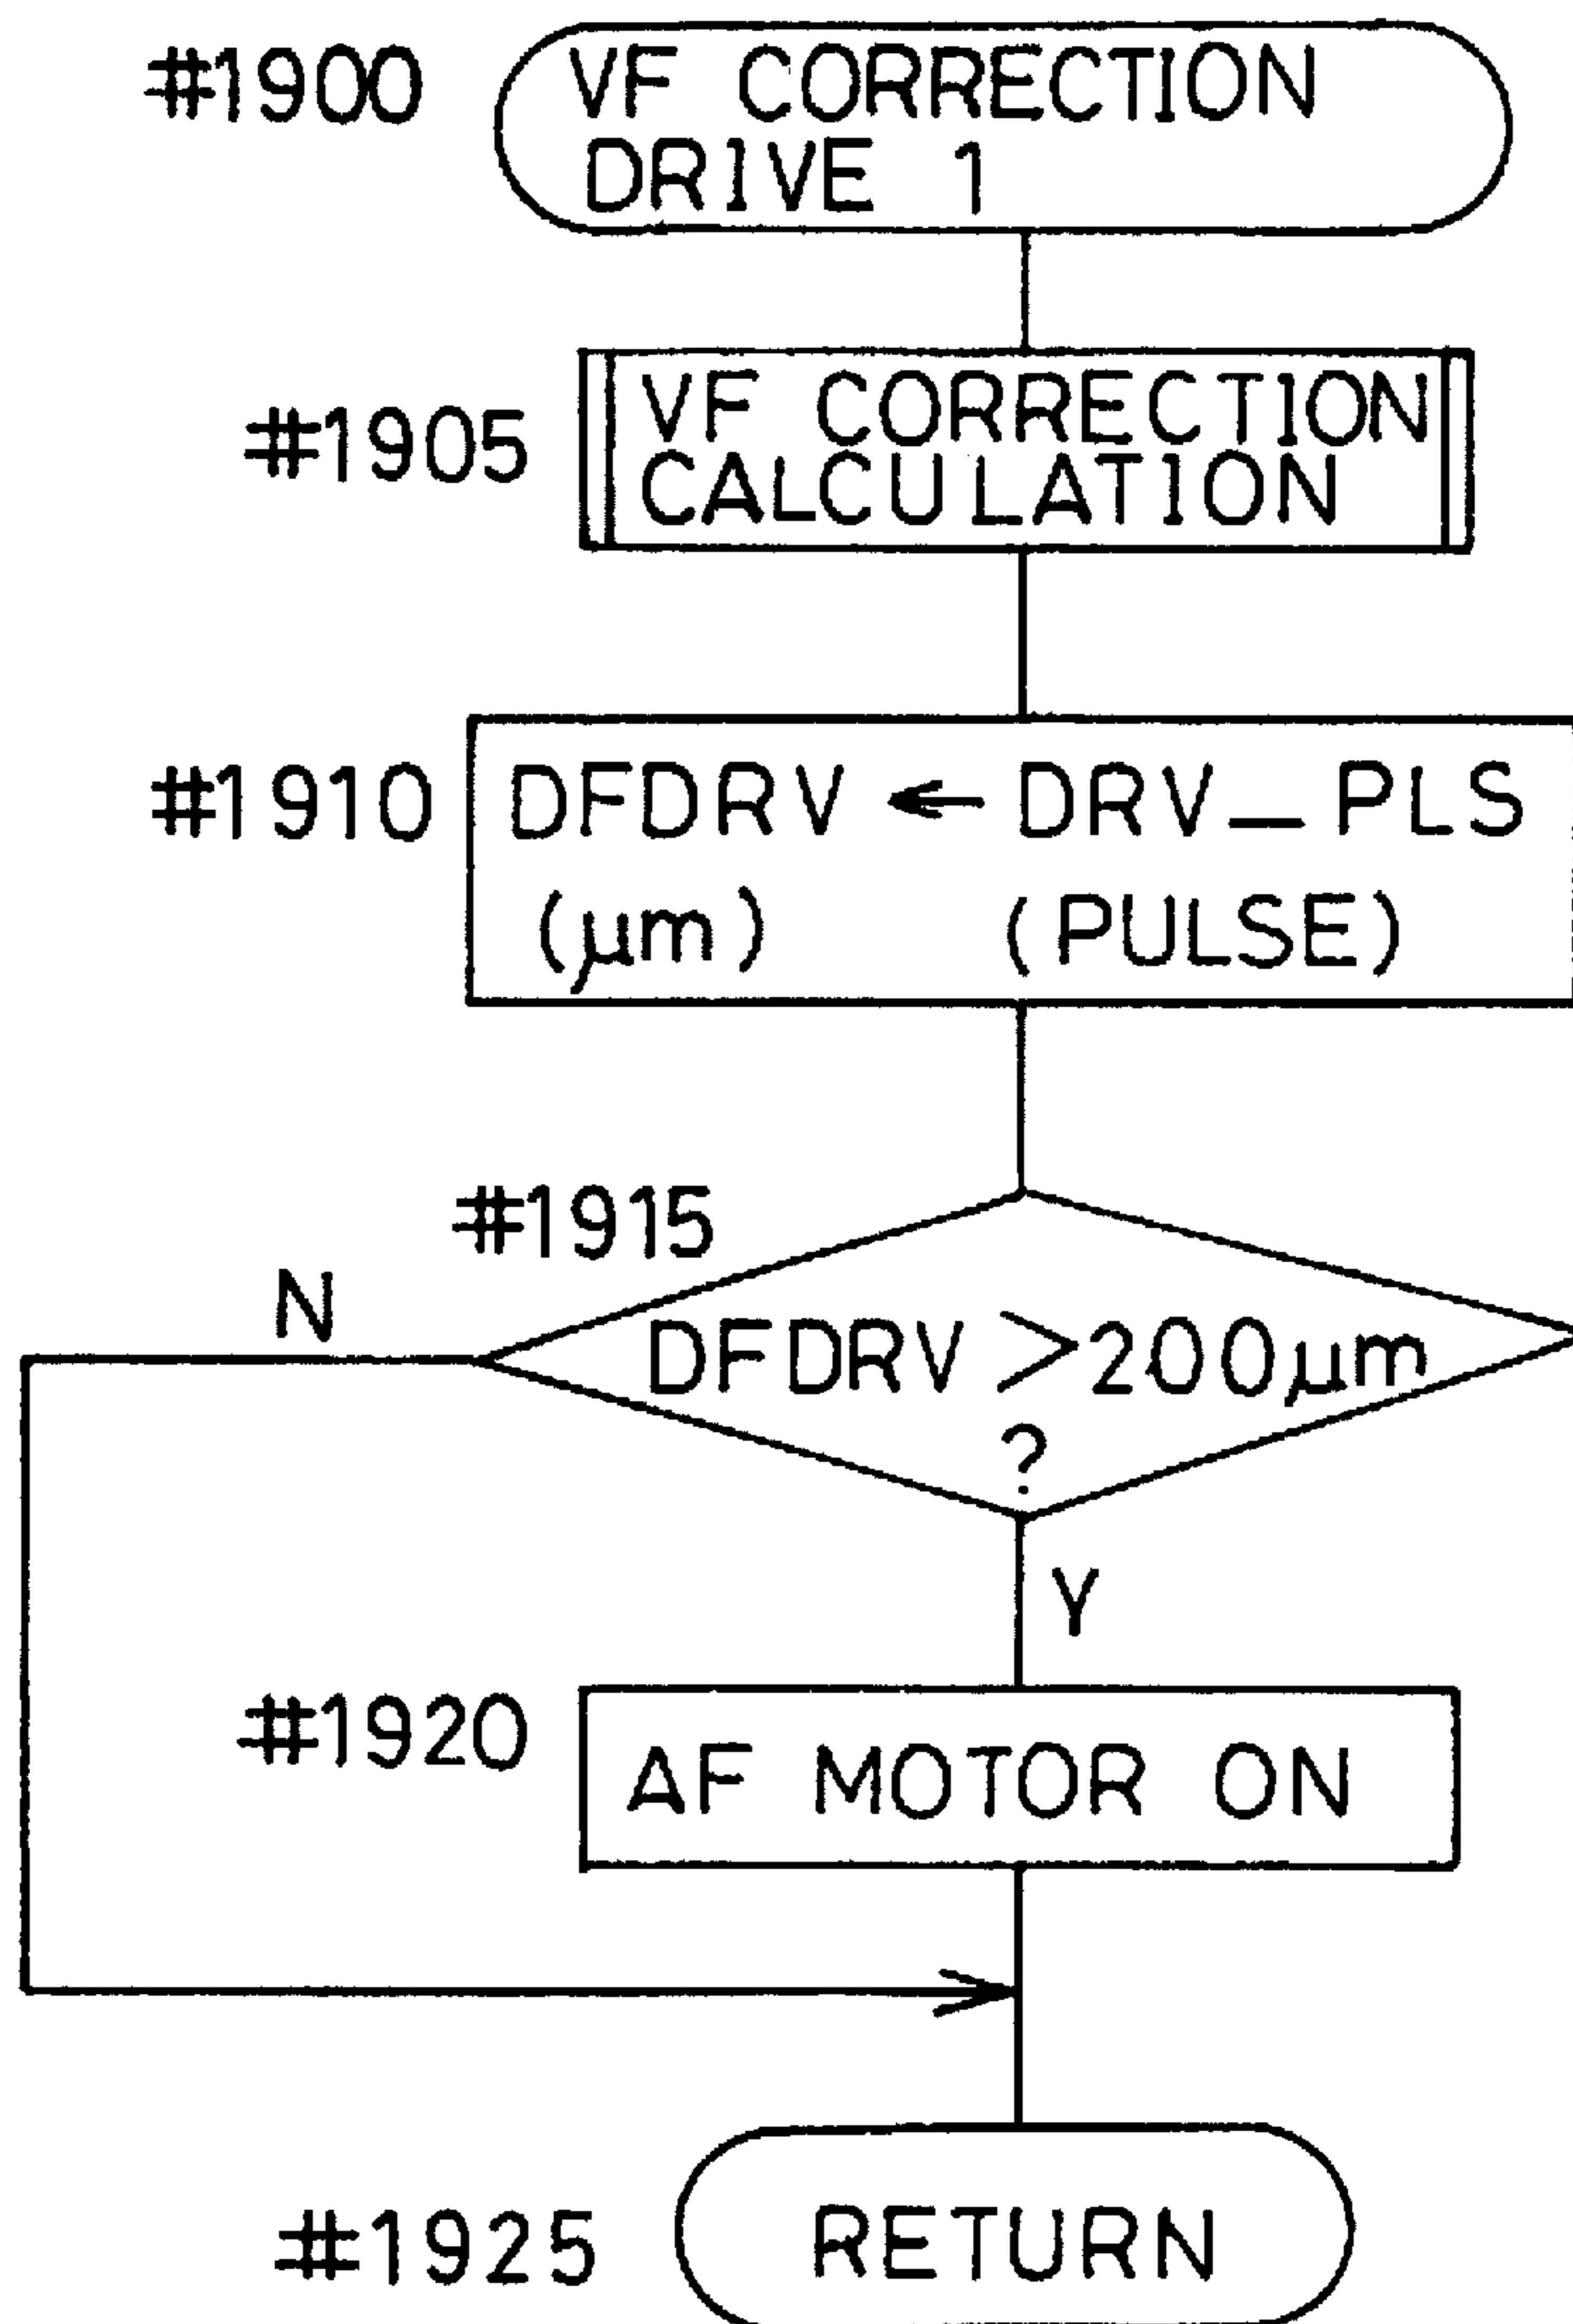 #1900
VF CORRECTION
DRIVE 1
#1905
VF CORRECTION
CALCULATION
#1910
DFDRV ← DRV_PLS
(μm) (PULSE)
#1915
N
DFDRV >200μm
?
Y
#1920
AF MOTOR ON
#1925
RETURN